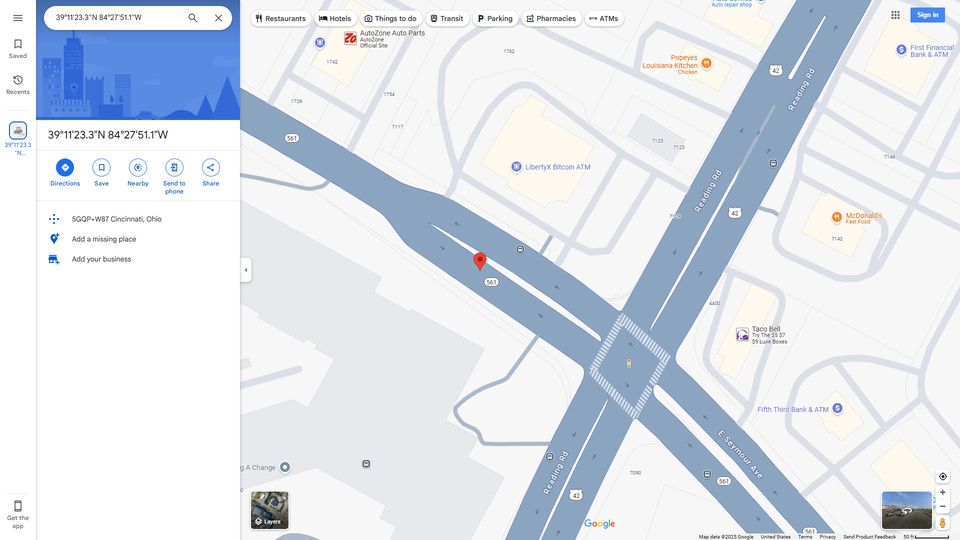 39°11'23.3"N 84°27'51.1"W
Restaurants
Hotels
Things to do
Transit
Parking
Pharmacies
ATMs
Sign in
Saved
Recents
39°11'23.3
"N...
39°11'23.3"N 84°27'51.1"W
Directions
Save
Nearby
Send to
phone
Share
5GQP+W87 Cincinnati, Ohio
Add a missing place
Add your business
Get the
app
Auto repair shop
AutoZone Auto Parts
AutoZone
Official Site
1742
1762
1726
1754
7117
561
Popeyes
Louisiana Kitchen
Chicken
42
Reading Rd
First Financial
Bank & ATM
7125
7123
7146
LibertyX Bitcoin ATM
Reading Rd
42
McDonald's
Fast Food
7142
561
4400
Taco Bell
Try The $5 $7
$9 Luxe Boxes
Fifth Third Bank & ATM
E Seymour Ave
g A Change
Reading Rd
7090
561
42
561
Layers
Google
Map data ©2025 Google
United States
Terms
Privacy
Send Product Feedback
50 ft